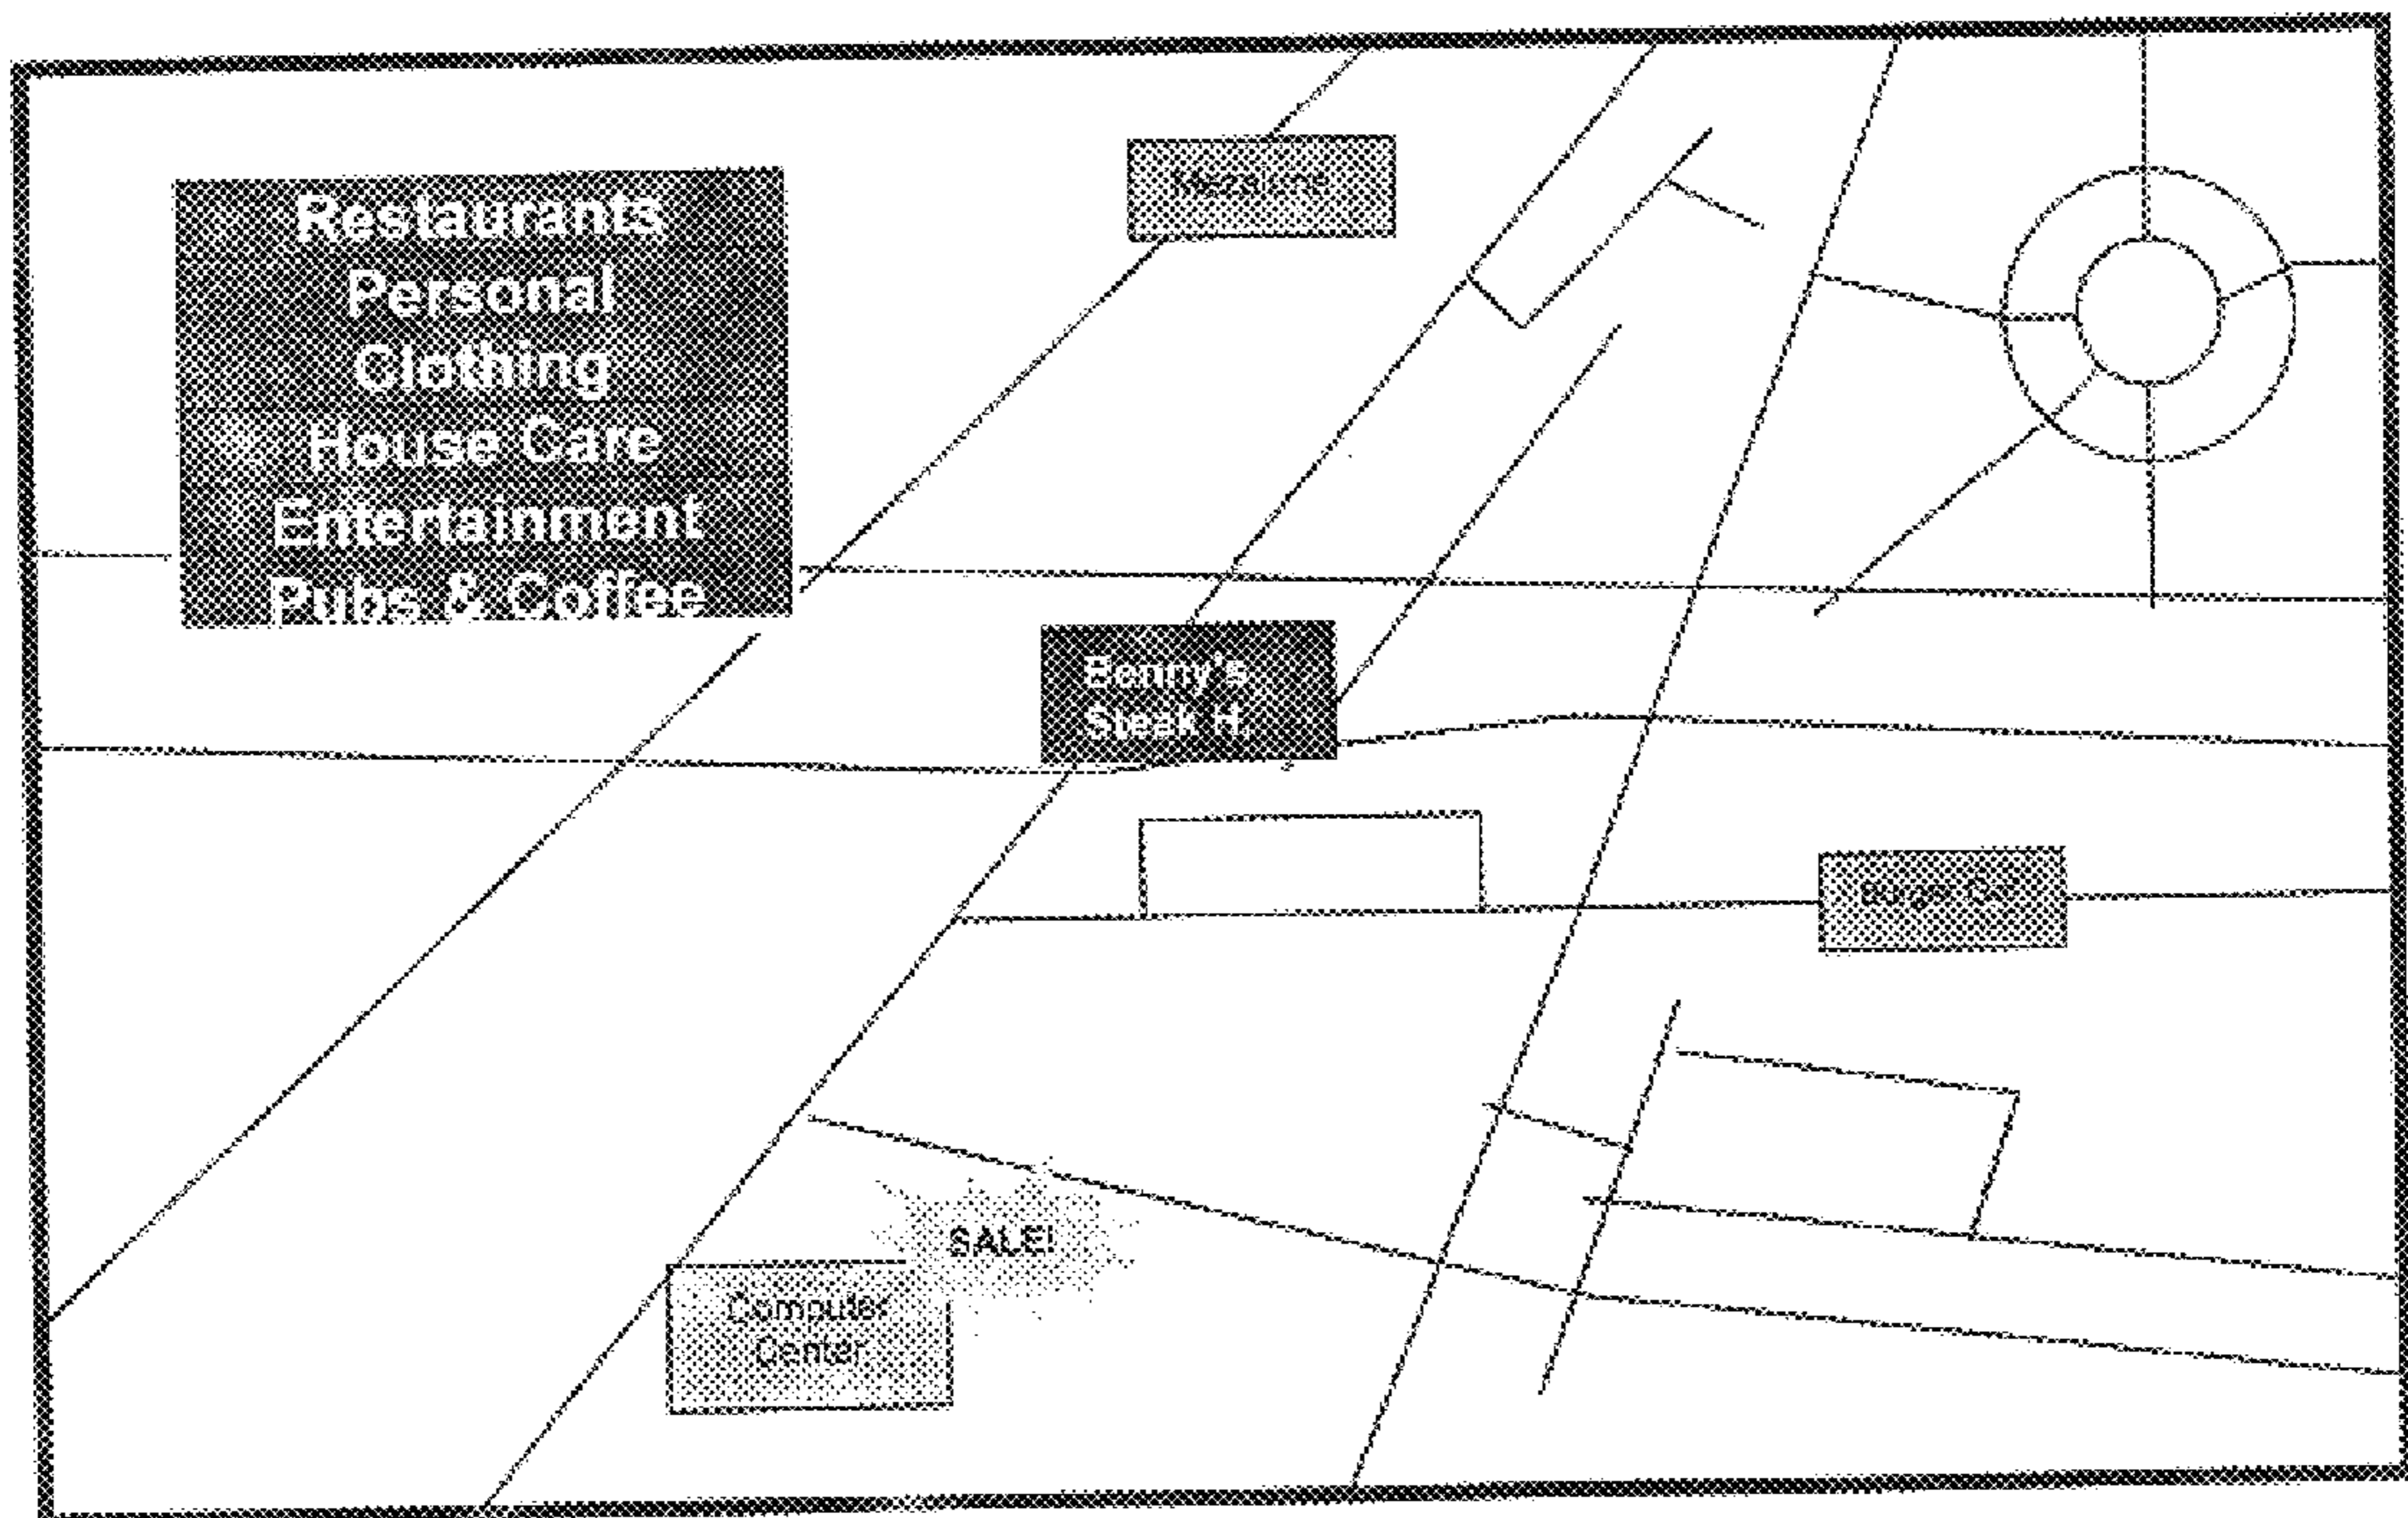 Restaurants
Personal
Clothing
House Care
Entertainment
Pubs & Coffee
Benny's
Steak H.
SALE!
Computer
Center